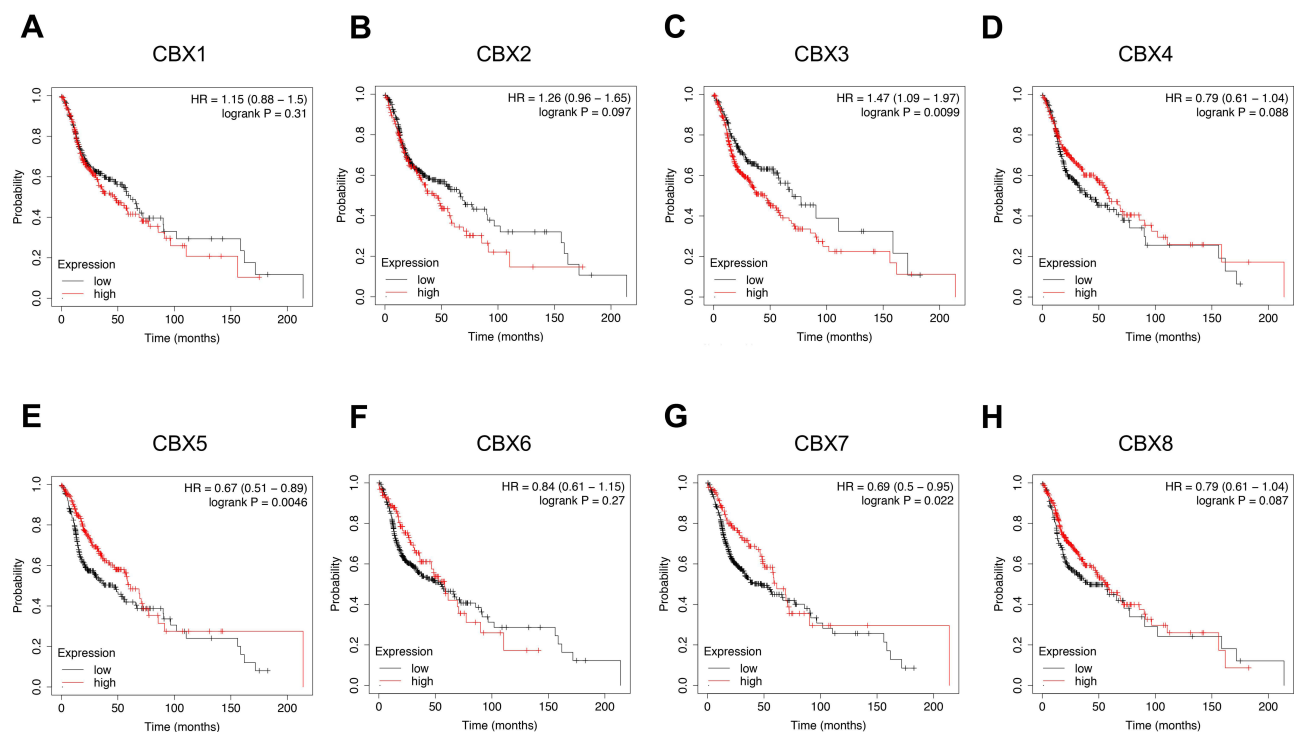 A
CBX1
HR = 1.15 (0.88 − 1.5)
logrank P = 0.31
Probability
1.0
0.8
0.6
0.4
0.2
0.0
Expression
low
high
0 50 100 150 200
Time (months)
B
CBX2
HR = 1.26 (0.96 − 1.65)
logrank P = 0.097
Probability
1.0
0.8
0.6
0.4
0.2
0.0
Expression
low
high
0 50 100 150 200
Time (months)
C
CBX3
HR = 1.47 (1.09 − 1.97)
logrank P = 0.0099
Probability
1.0
0.8
0.6
0.4
0.2
0.0
Expression
low
high
0 50 100 150 200
Time (months)
D
CBX4
HR = 0.79 (0.61 − 1.04)
logrank P = 0.088
Probability
1.0
0.8
0.6
0.4
0.2
0.0
Expression
low
high
0 50 100 150 200
Time (months)
E
CBX5
HR = 0.67 (0.51 − 0.89)
logrank P = 0.0046
Probability
1.0
0.8
0.6
0.4
0.2
0.0
Expression
low
high
0 50 100 150 200
Time (months)
F
CBX6
HR = 0.84 (0.61 − 1.15)
logrank P = 0.27
Probability
1.0
0.8
0.6
0.4
0.2
0.0
Expression
low
high
0 50 100 150 200
Time (months)
G
CBX7
HR = 0.69 (0.5 − 0.95)
logrank P = 0.022
Probability
1.0
0.8
0.6
0.4
0.2
0.0
Expression
low
high
0 50 100 150 200
Time (months)
H
CBX8
HR = 0.79 (0.61 − 1.04)
logrank P = 0.087
Probability
1.0
0.8
0.6
0.4
0.2
0.0
Expression
low
high
0 50 100 150 200
Time (months)